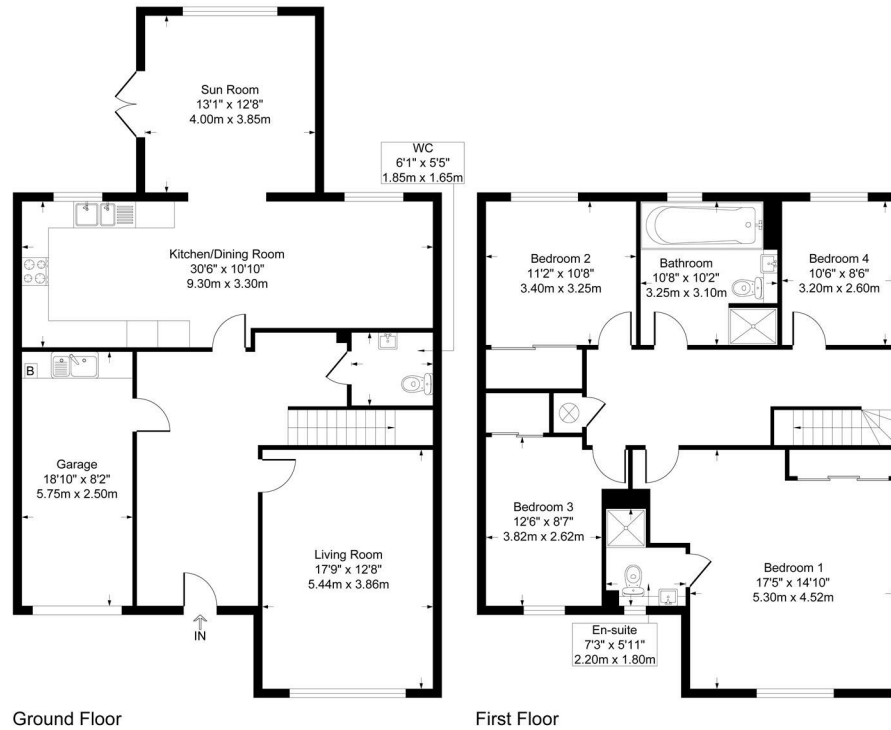 Sun Room
13'1" x 12'8"
4.00m x 3.85m
WC
6'1" x 5'5"
1.85m x 1.65m
Kitchen/Dining Room
30'6" x 10'10"
9.30m x 3.30m
B
Garage
18'10" x 8'2"
5.75m x 2.50m
Living Room
17'9" x 12'8"
5.44m x 3.86m
IN
Ground Floor
Bedroom 2
11'2" x 10'8"
3.40m x 3.25m
Bathroom
10'8" x 10'2"
3.25m x 3.10m
Bedroom 4
10'6" x 8'6"
3.20m x 2.60m
Bedroom 3
12'6" x 8'7"
3.82m x 2.62m
Bedroom 1
17'5" x 14'10"
5.30m x 4.52m
En-suite
7'3" x 5'11"
2.20m x 1.80m
First Floor